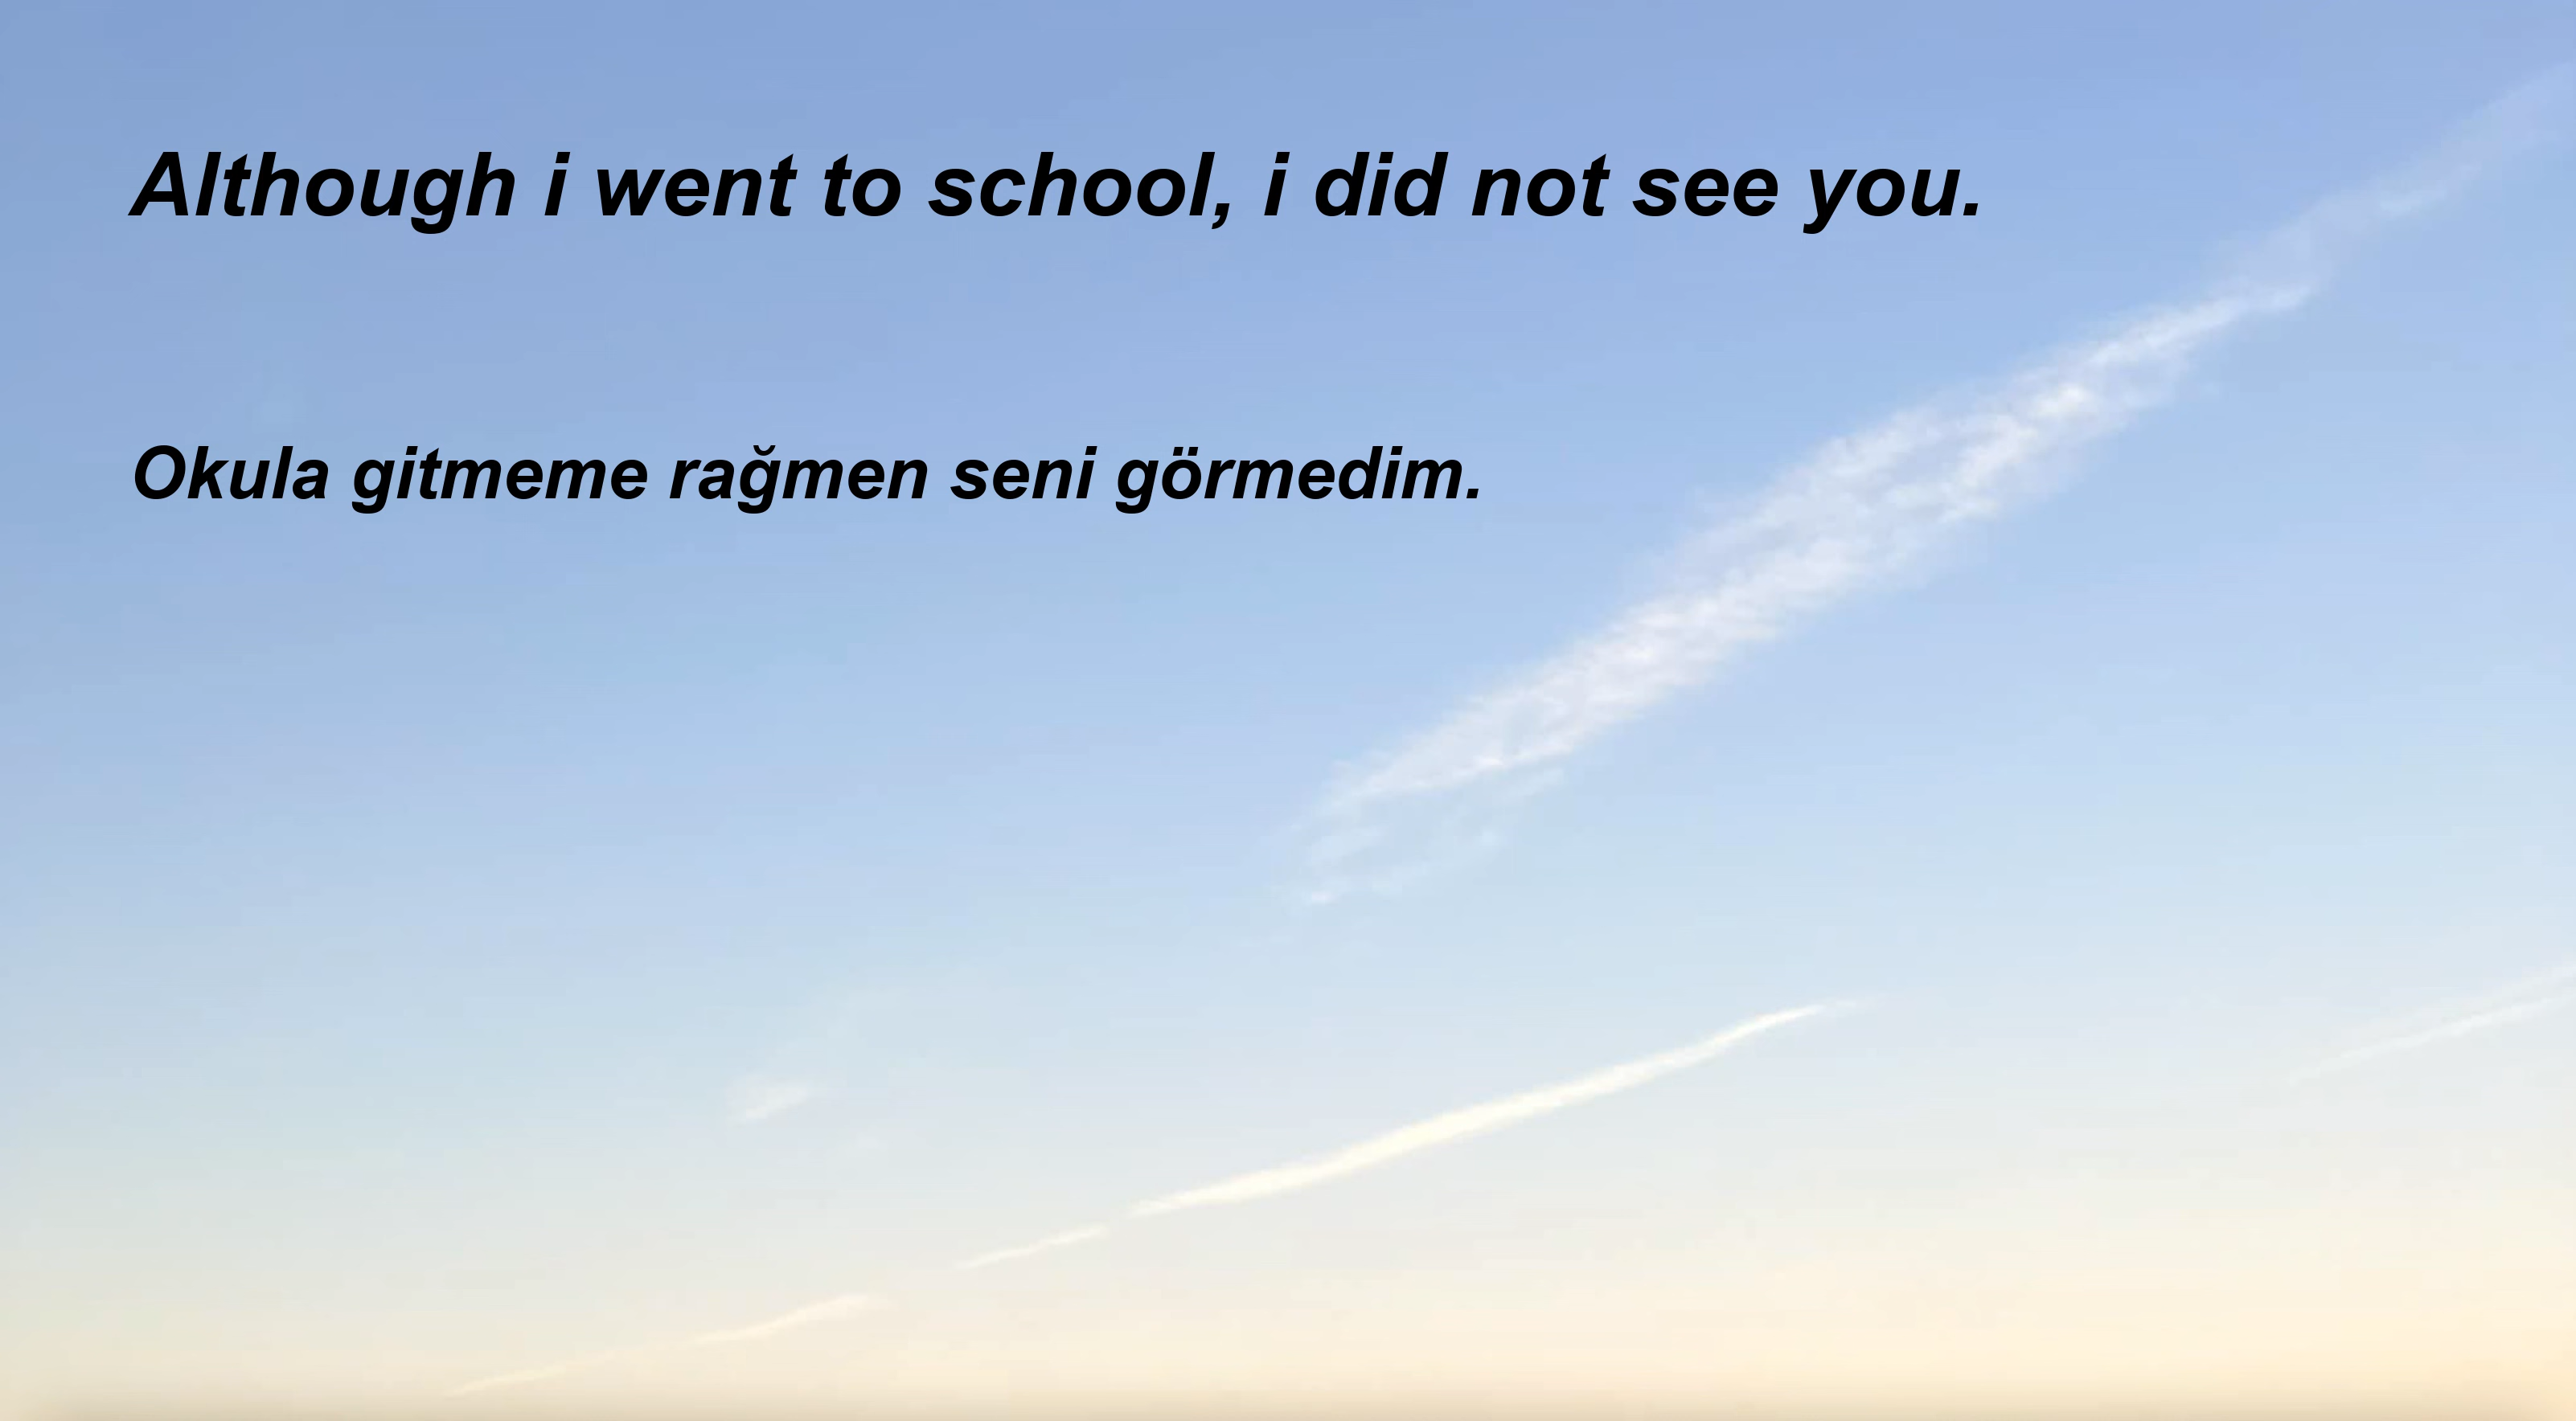 Although i went to school, i did not see you.
Okula gitmeme rağmen seni görmedim.